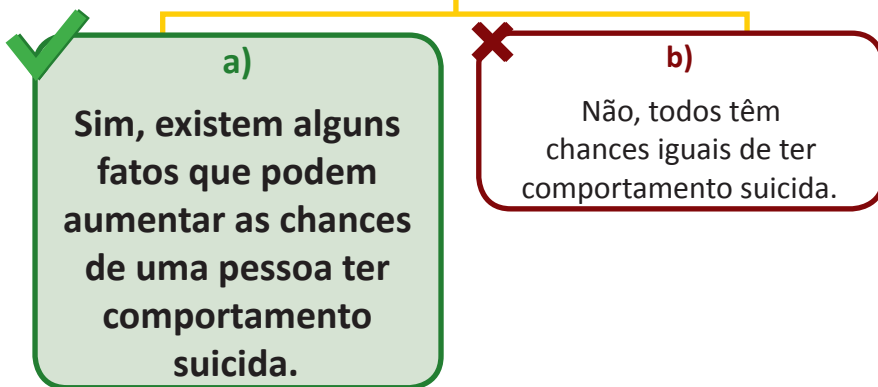 a)
Sim, existem alguns
fatos que podem
aumentar as chances
de uma pessoa ter
comportamento
suicida.
b)
Não, todos têm
chances iguais de ter
comportamento suicida.